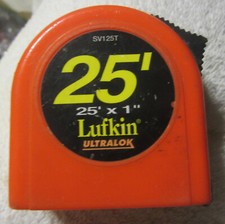 SV125T
25'
25' x 1"
Lufkin®
ULTRALOK